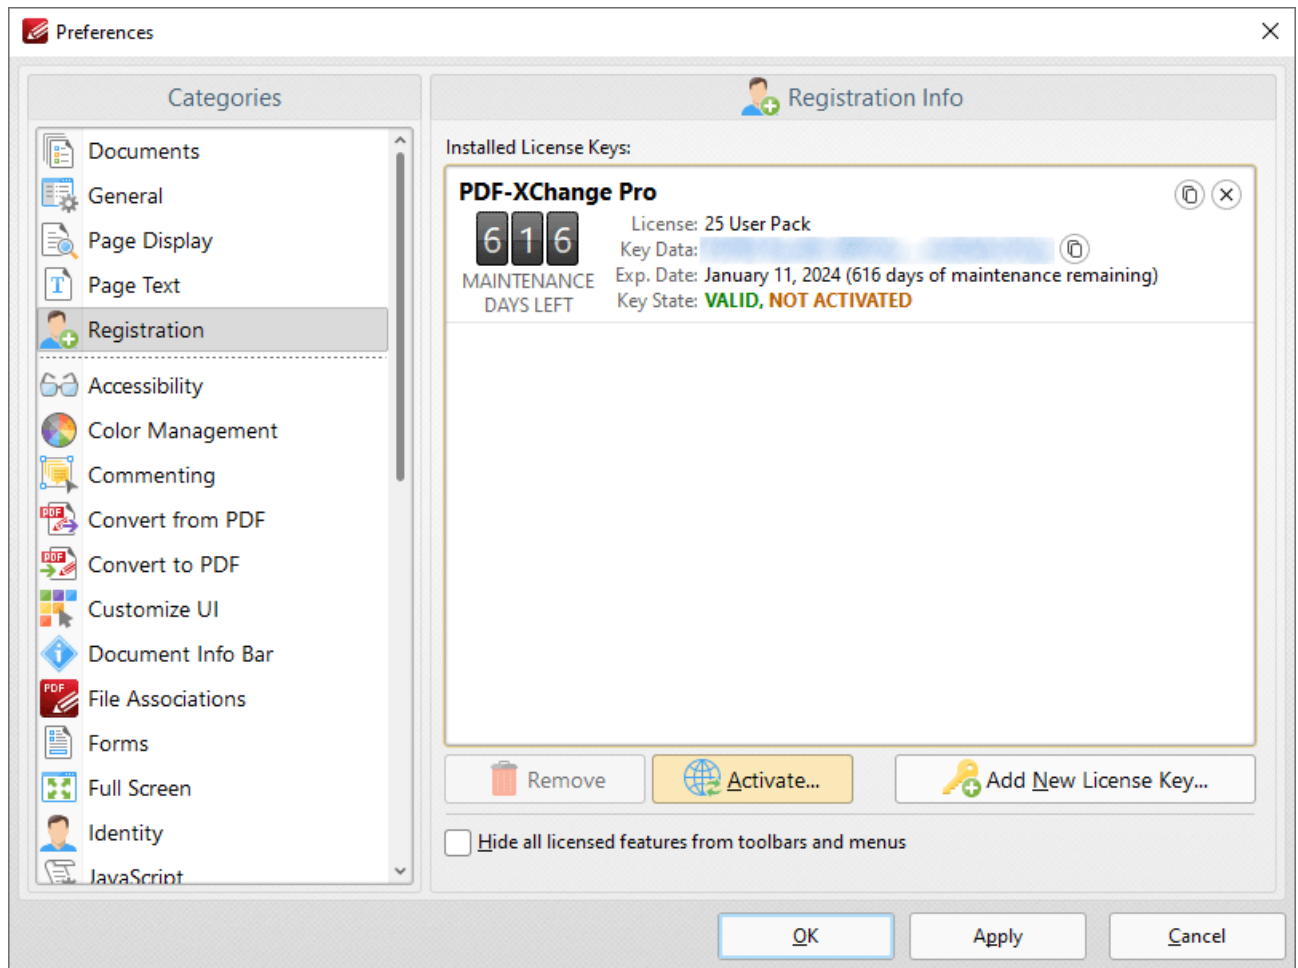 Preferences
Categories
Documents
General
Page Display
Page Text
Registration
Accessibility
Color Management
Commenting
Convert from PDF
Convert to PDF
Customize UI
Document Info Bar
File Associations
Forms
Full Screen
Identity
JavaScript
Registration Info
Installed License Keys:
PDF-XChange Pro
616
MAINTENANCE
DAYS LEFT
License: 25 User Pack
Key Data:
Exp. Date: January 11, 2024 (616 days of maintenance remaining)
Key State: VALID, NOT ACTIVATED
Remove
Activate...
Add New License Key...
Hide all licensed features from toolbars and menus
OK
Apply
Cancel